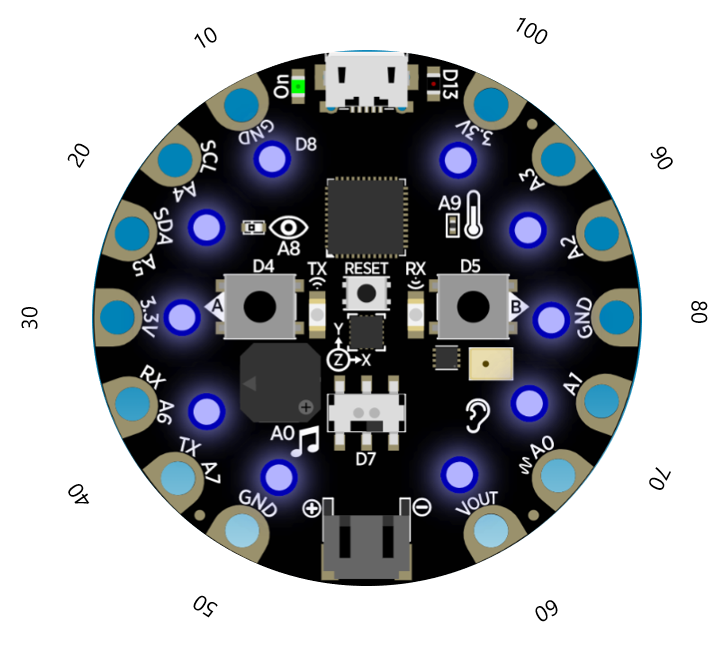 10
100
On
D13
GND
D8
3.3V
20
SCL
A4
A3
90
SDA
A5
A8
A9
A2
D4
TX
RESET
RX
D5
30
3.3V
A
B
GND
80
Y
Z
X
RX
A6
A1
A0
D7
TX
A7
A0
40
70
GND
VOUT
50
60